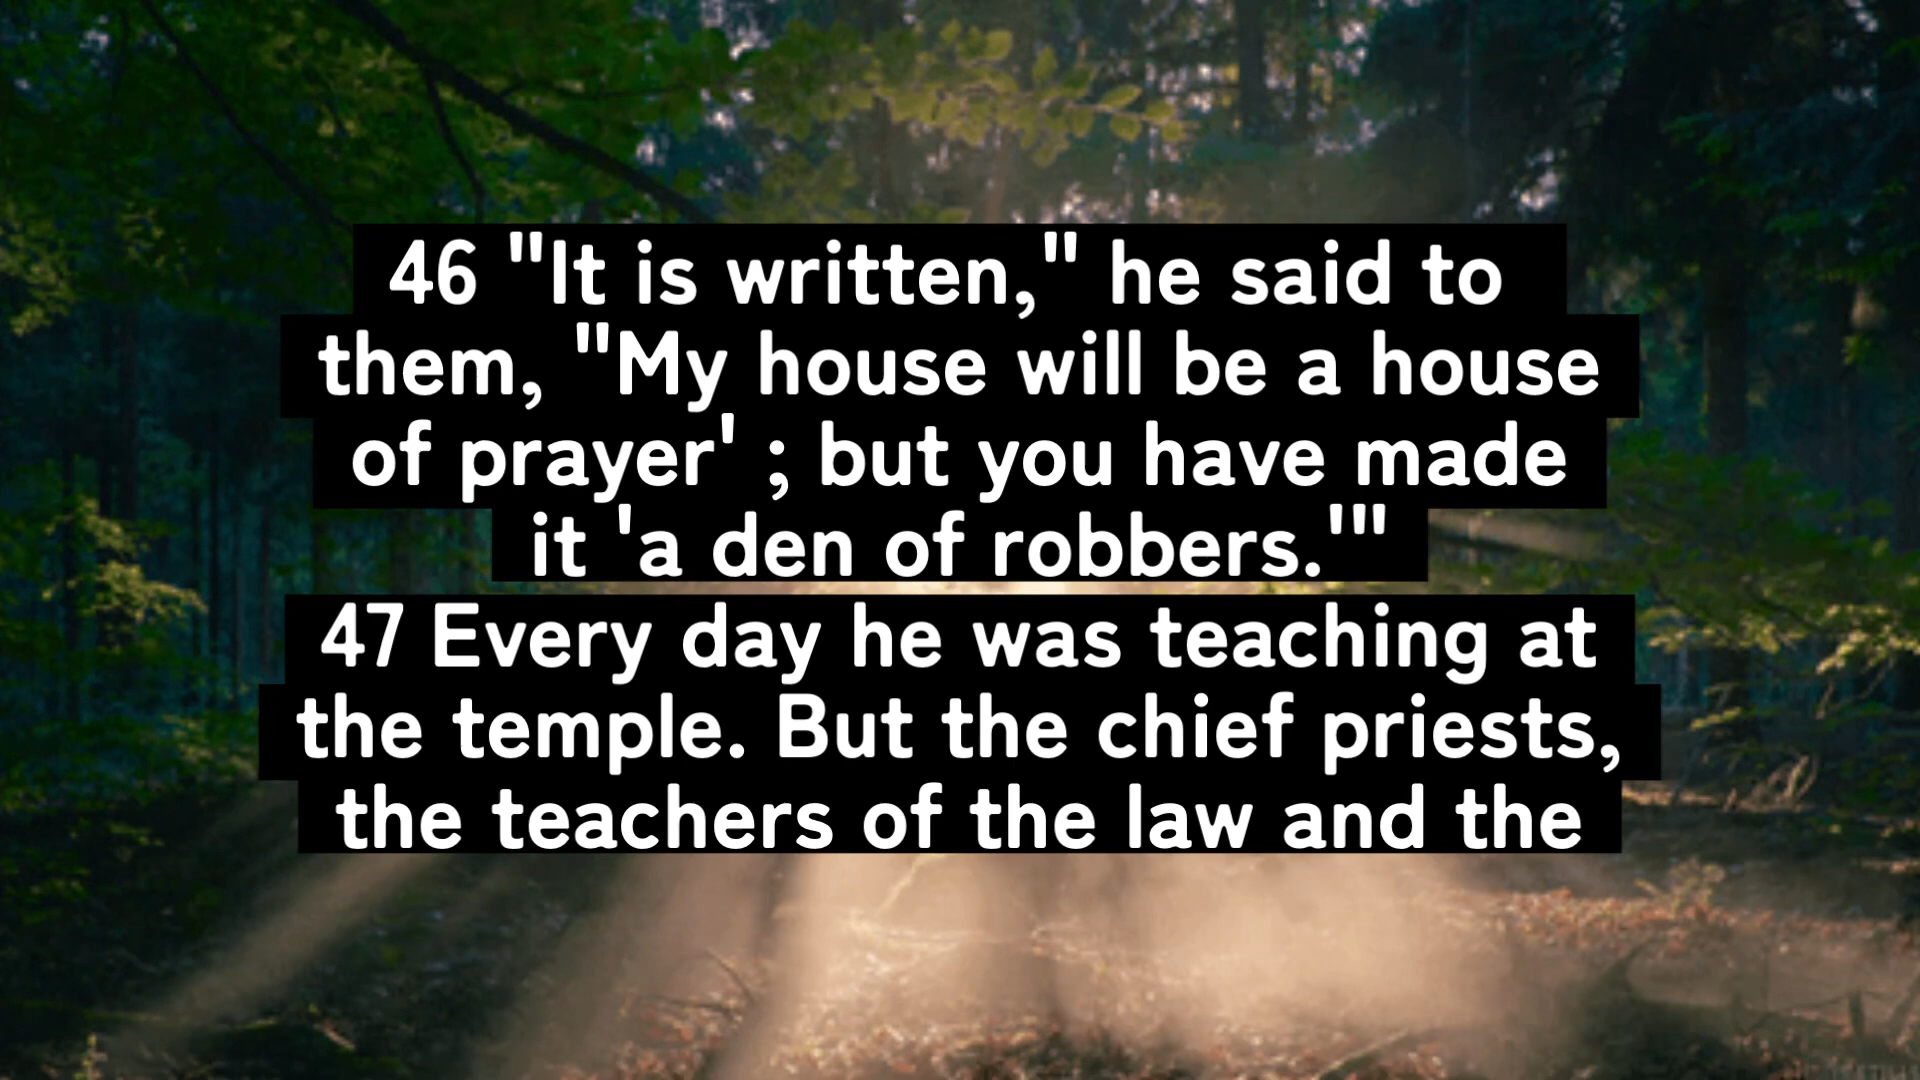 46 "It is written," he said to
them, "My house will be a house
of prayer' ; but you have made
it 'a den of robbers.'"
47 Every day he was teaching at
the temple. But the chief priests,
the teachers of the law and the